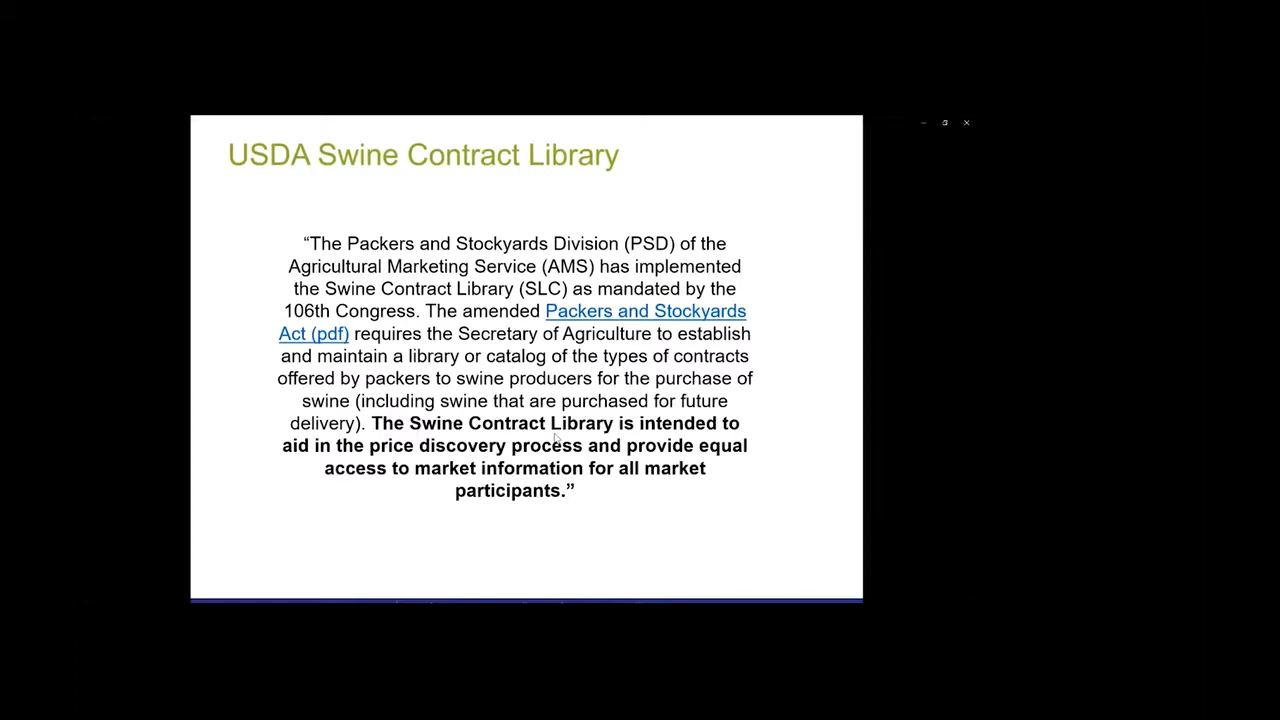 USDA Swine Contract Library
“The Packers and Stockyards Division (PSD) of the
Agricultural Marketing Service (AMS) has implemented
the Swine Contract Library (SLC) as mandated by the
106th Congress. The amended Packers and Stockyards
Act (pdf) requires the Secretary of Agriculture to establish
and maintain a library or catalog of the types of contracts
offered by packers to swine producers for the purchase of
swine (including swine that are purchased for future
delivery). The Swine Contract Library is intended to
aid in the price discovery process and provide equal
access to market information for all market
participants.”